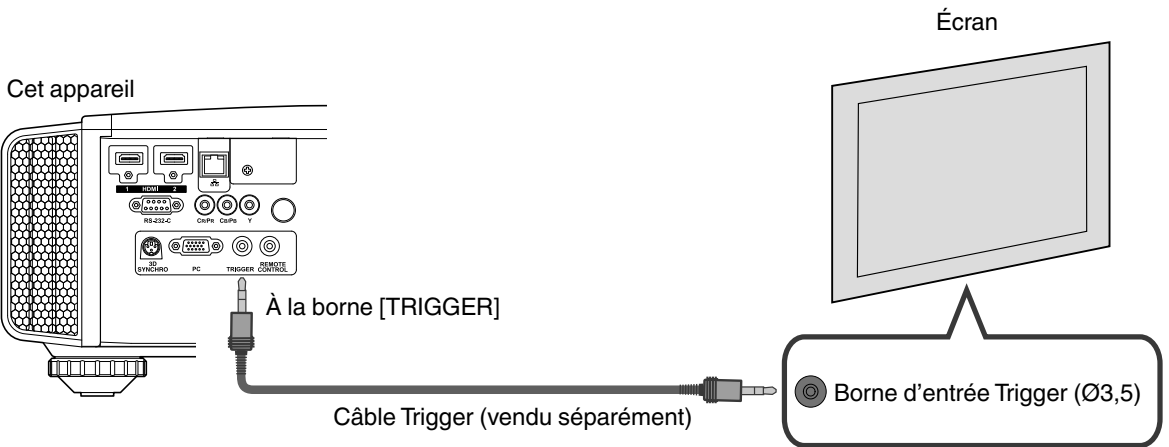 Écran
Cet appareil
1 HDMI 2
RS-232-C
CR/PR CB/PB Y
3D SYNCHRO
PC
TRIGGER
REMOTE CONTROL
À la borne [TRIGGER]
Borne d'entrée Trigger (Ø3,5)
Câble Trigger (vendu séparément)